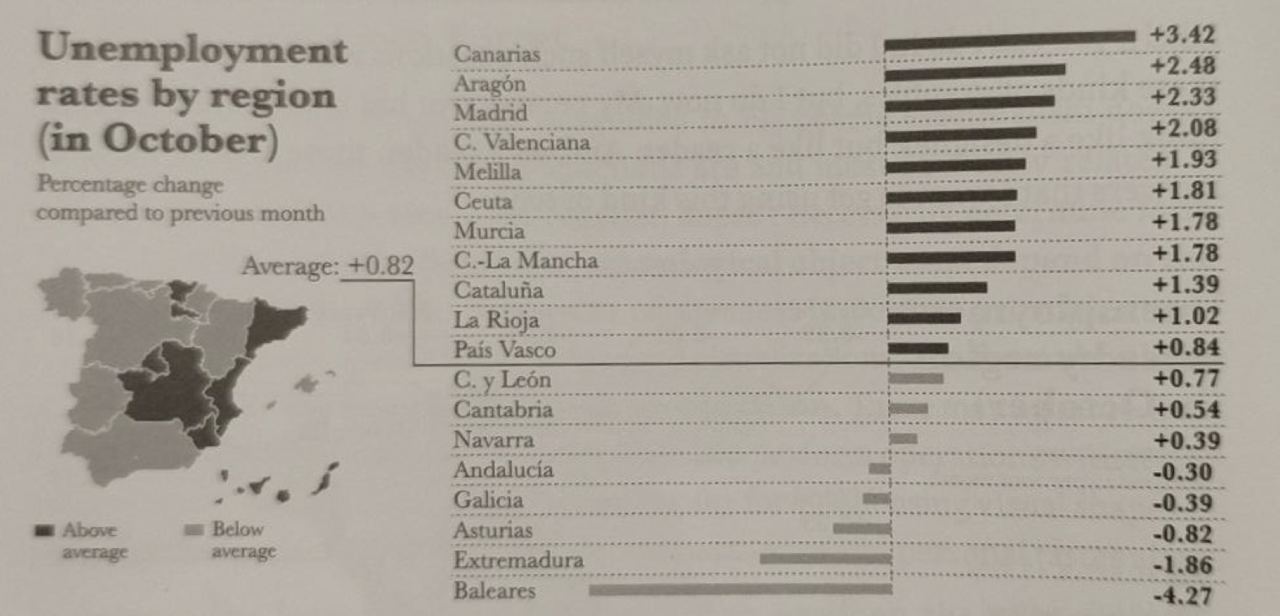 Unemployment
rates by region
(in October)
Percentage change
compared to previous month
Average: +0.82
Above
average
Below
average
Canarias +3.42
Aragón +2.48
Madrid +2.33
C. Valenciana +2.08
Melilla +1.93
Ceuta +1.81
Murcia +1.78
C.-La Mancha +1.78
Cataluña +1.39
La Rioja +1.02
País Vasco +0.84
C. y León +0.77
Cantabria +0.54
Navarra +0.39
Andalucía -0.30
Galicia -0.39
Asturias -0.82
Extremadura -1.86
Baleares -4.27